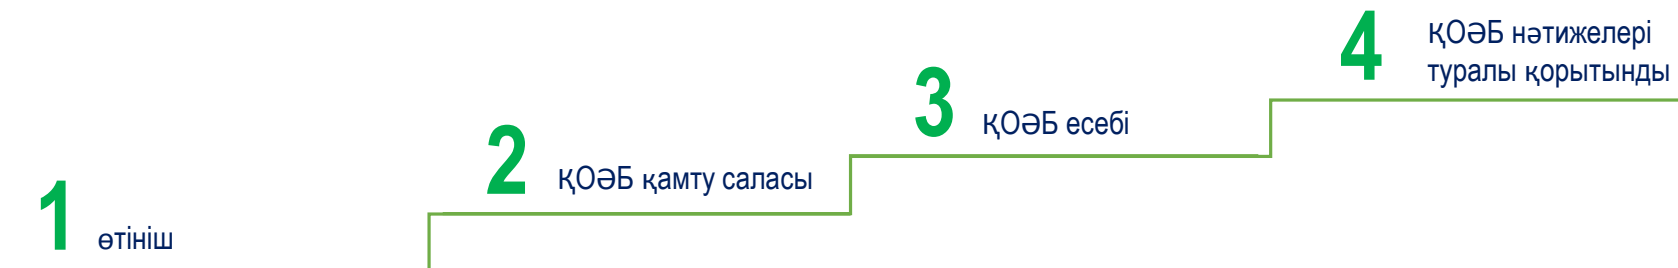 1 өтініш
2 ҚОӘБ қамту саласы
3 ҚОӘБ есебі
4 ҚОӘБ нәтижелері
туралы қорытынды